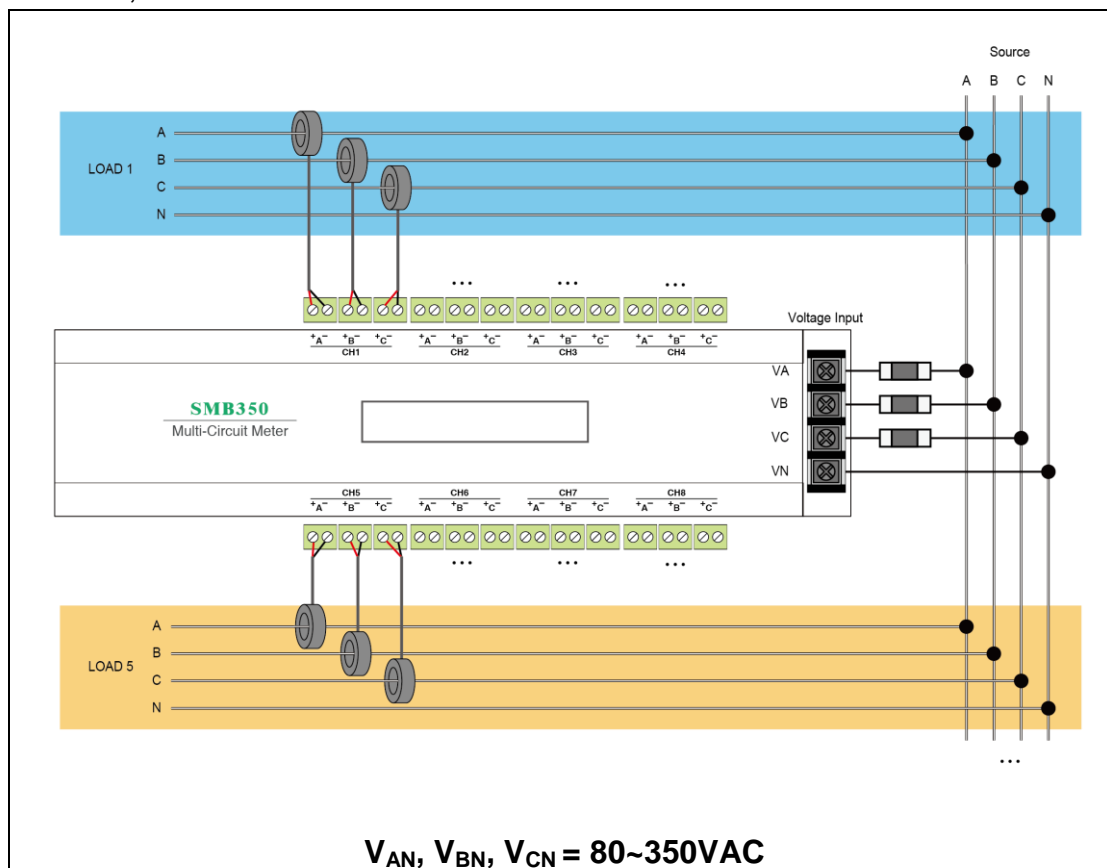 Source
A B C N
A
B
LOAD 1
C
N
... ... ...
Voltage Input
+A− +B− +C− +A− +B− +C− +A− +B− +C− +A− +B− +C−
CH1 CH2 CH3 CH4
VA
VB
VC
VN
SMB350
Multi-Circuit Meter
CH5 CH6 CH7 CH8
+A− +B− +C− +A− +B− +C− +A− +B− +C− +A− +B− +C−
... ... ...
A
B
LOAD 5
C
N
...
VAN, VBN, VCN = 80~350VAC